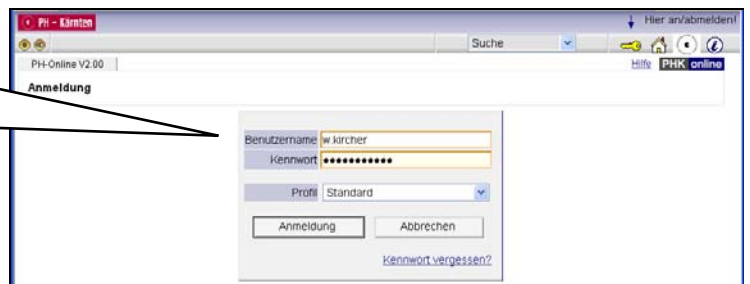 PH - Kärnten
Hier an/abmelden!
Suche
PH-Online V2.00
Hilfe PHK online
Anmeldung
Benutzername w.kircher
Kennwort •••••••••••
Profil Standard
Anmeldung Abbrechen
Kennwort vergessen?